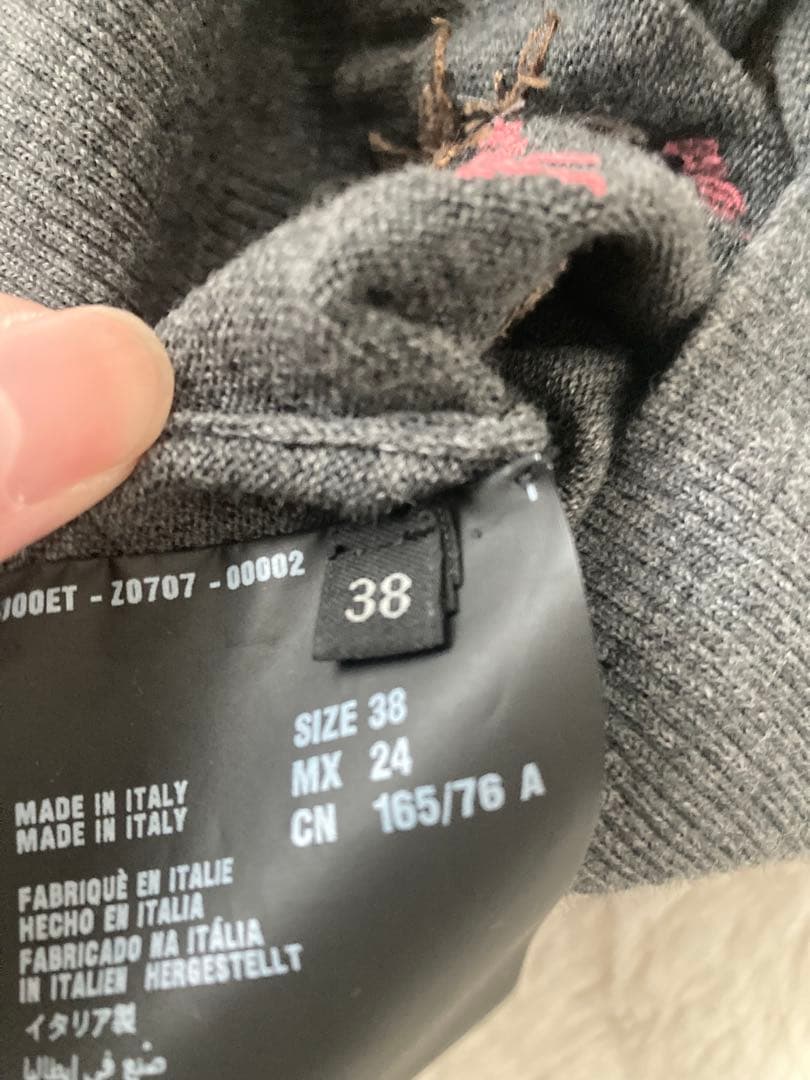 00ET - Z0707 - 00002
38
SIZE 38
MX 24
CN 165/76 A
MADE IN ITALY
MADE IN ITALY
FABRIQUÈ EN ITALIE
HECHO EN ITALIA
FABRICADO NA ITÁLIA
IN ITALIEN HERGESTELLT
イタリア製
صنع في إيطاليا